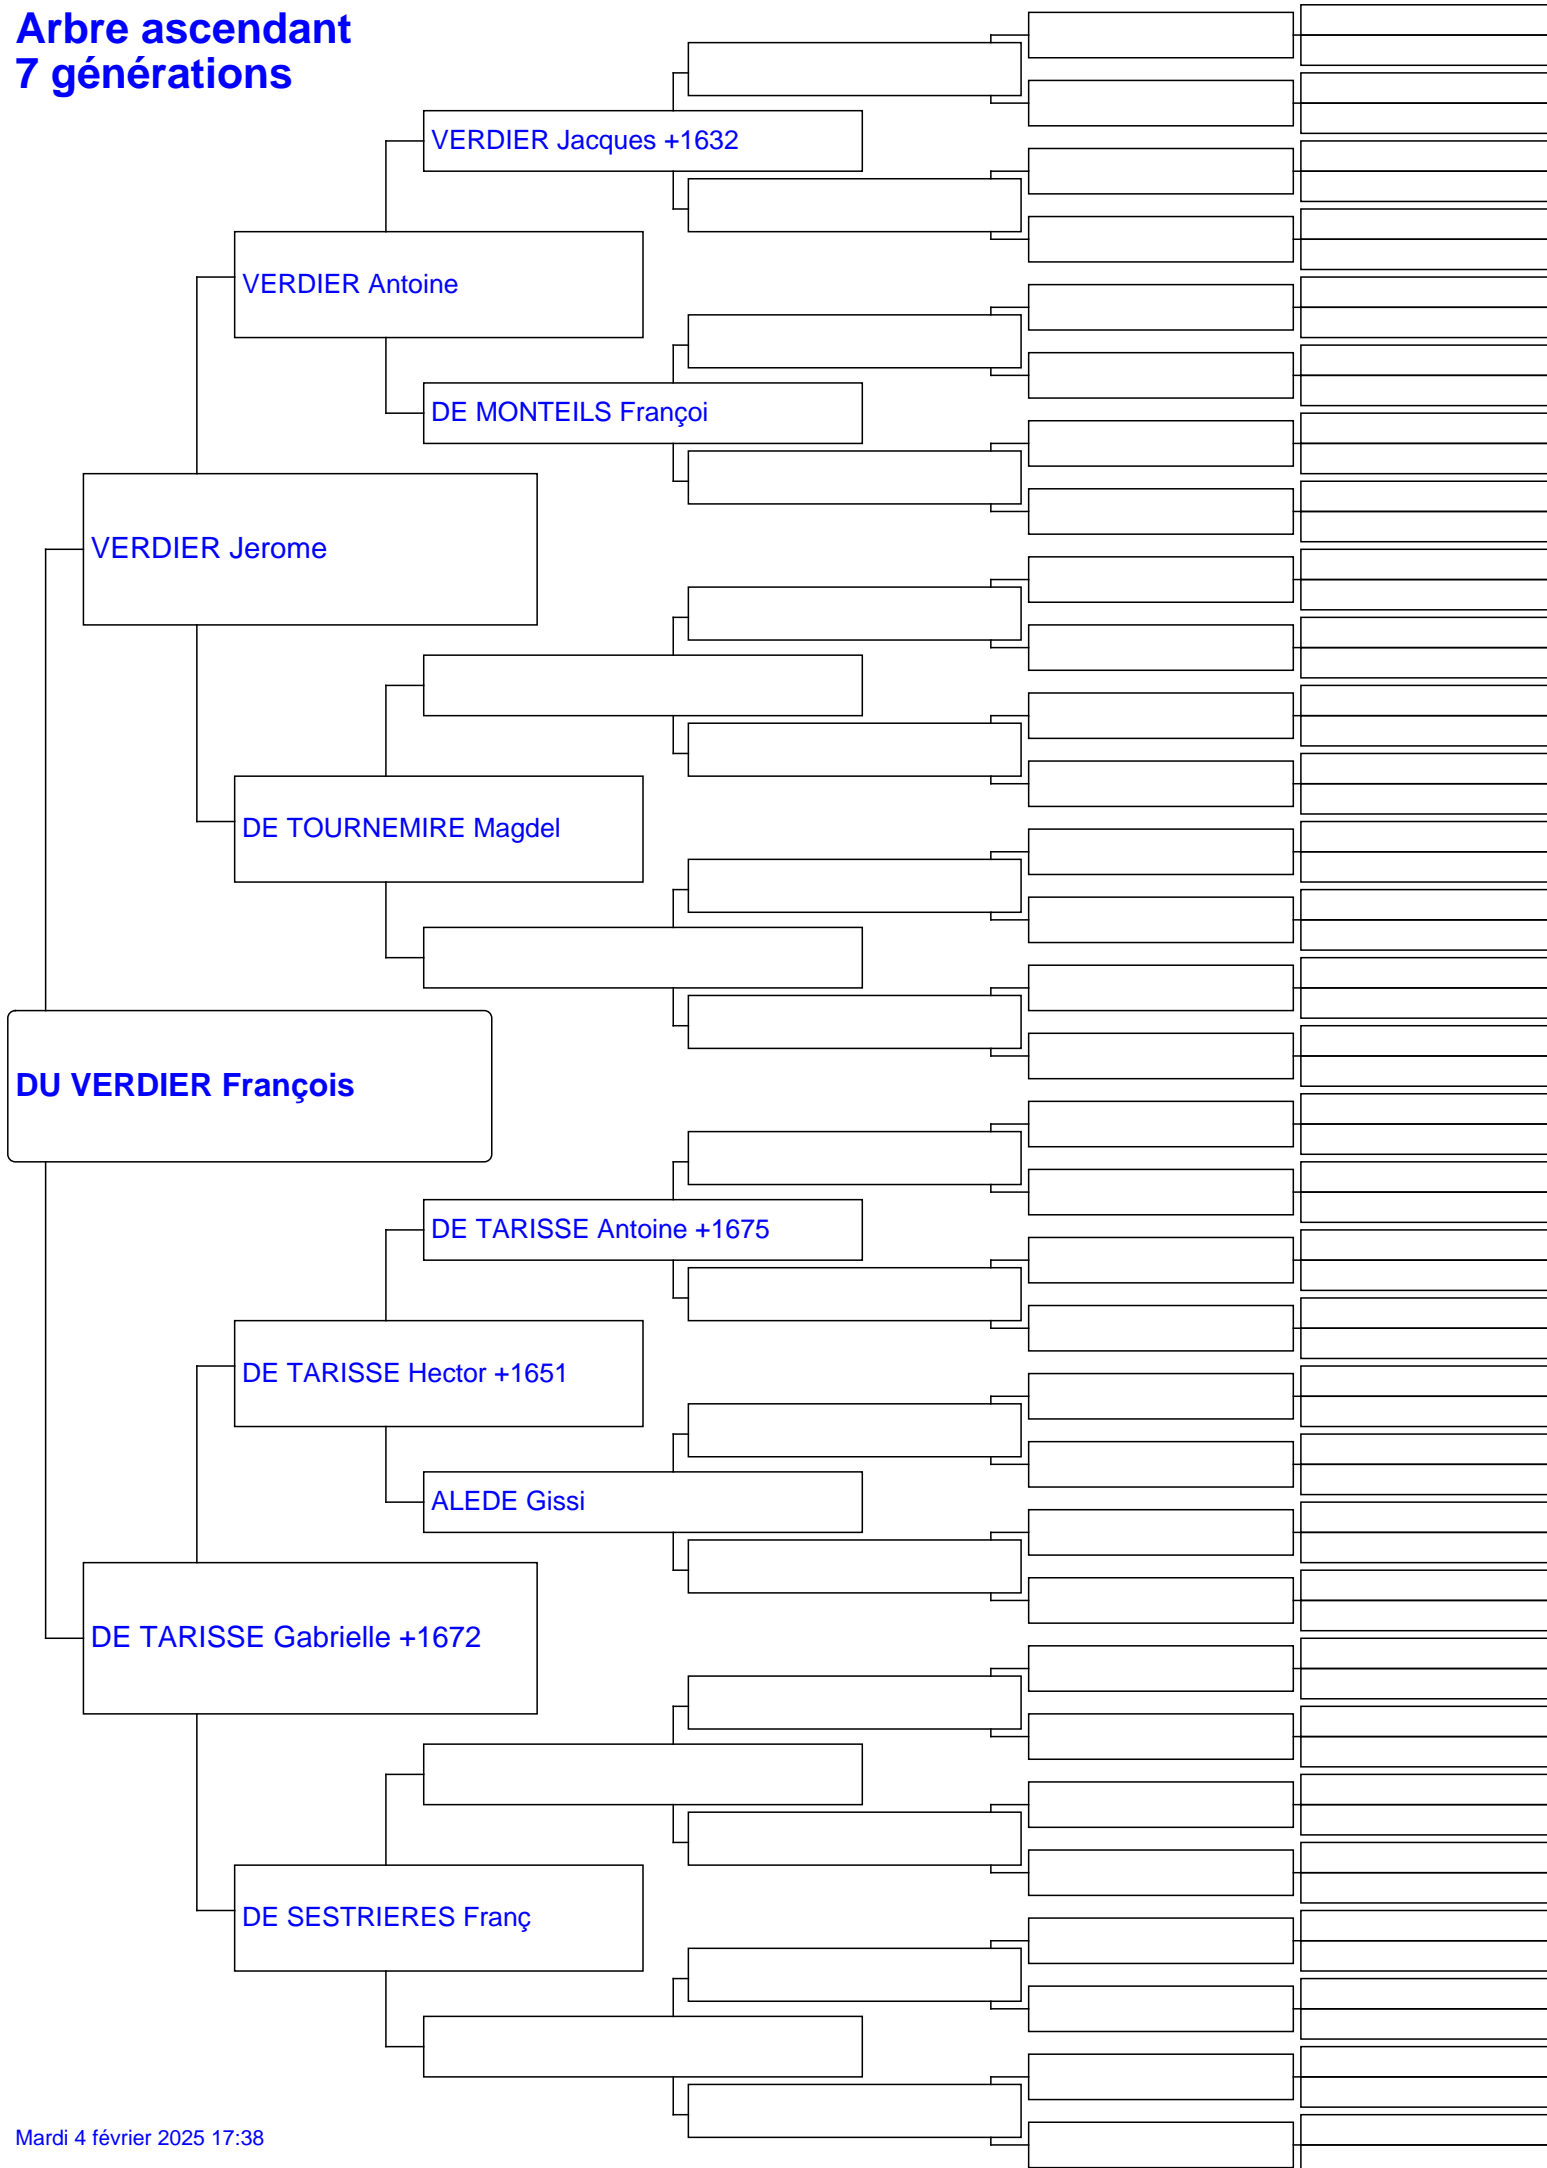 Arbre ascendant
7 générations
VERDIER Jacques +1632
VERDIER Antoine
DE MONTEILS Françoi
VERDIER Jerome
DE TOURNEMIRE Magdel
DU VERDIER François
DE TARISSE Antoine +1675
DE TARISSE Hector +1651
ALEDE Gissi
DE TARISSE Gabrielle +1672
DE SESTRIERES Franç
Mardi 4 février 2025 17:38